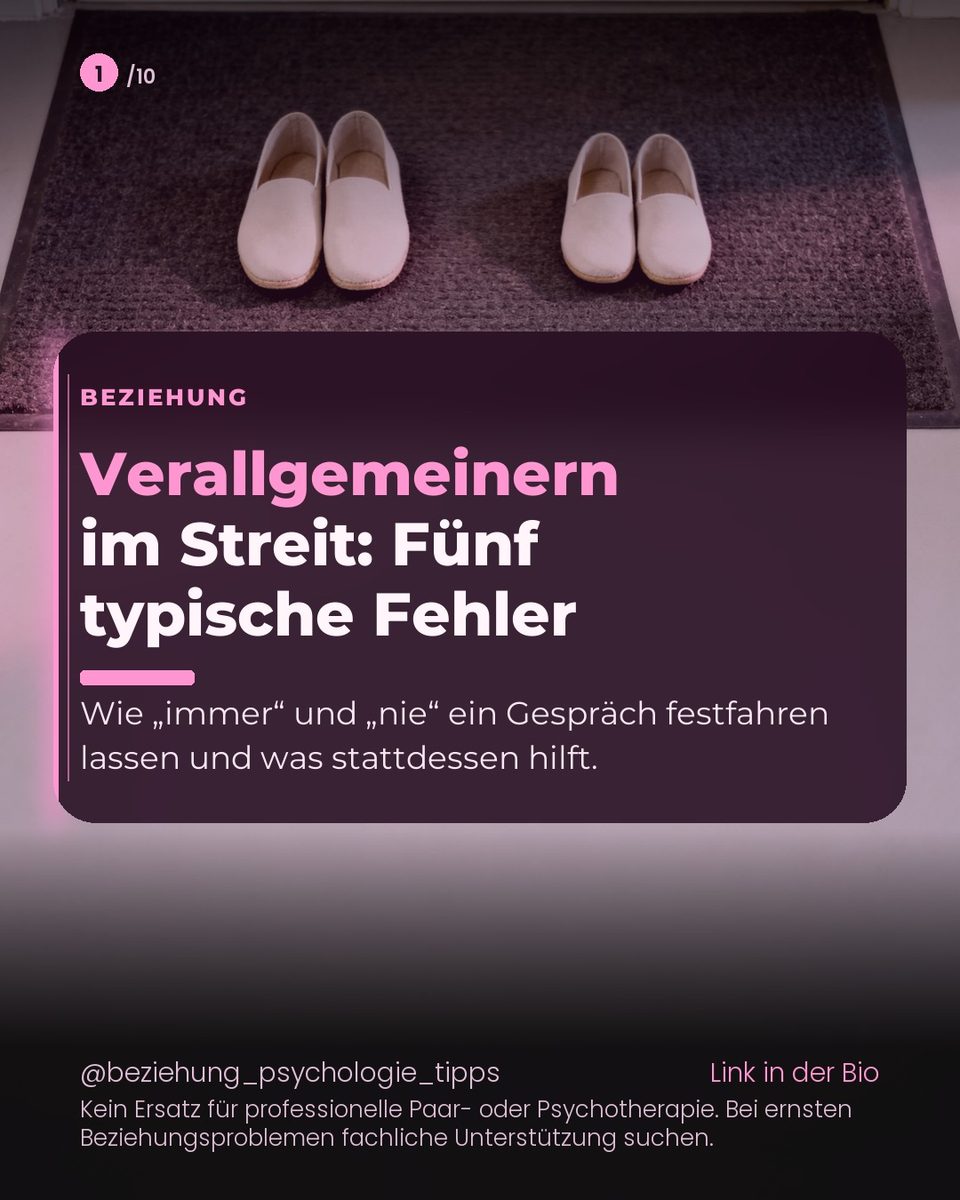 1 /10
BEZIEHUNG
Verallgemeinern
im Streit: Fünf
typische Fehler
Wie „immer“ und „nie“ ein Gespräch festfahren
lassen und was stattdessen hilft.
@beziehung_psychologie_tipps Link in der Bio
Kein Ersatz für professionelle Paar- oder Psychotherapie. Bei ernsten
Beziehungsproblemen fachliche Unterstützung suchen.